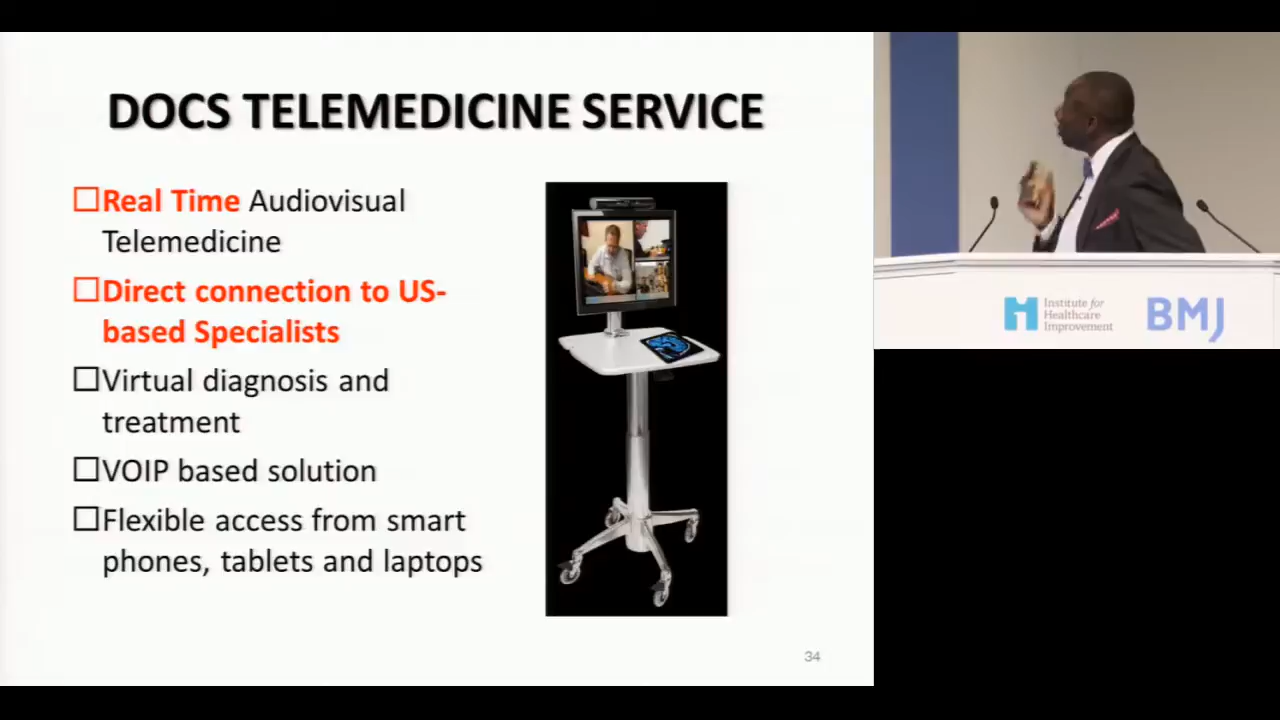 DOCS TELEMEDICINE SERVICE
☐Real Time Audiovisual
Telemedicine
☐Direct connection to US-
based Specialists
☐Virtual diagnosis and
treatment
☐VOIP based solution
☐Flexible access from smart
phones, tablets and laptops
34
Institute for
Healthcare
Improvement
BMJ